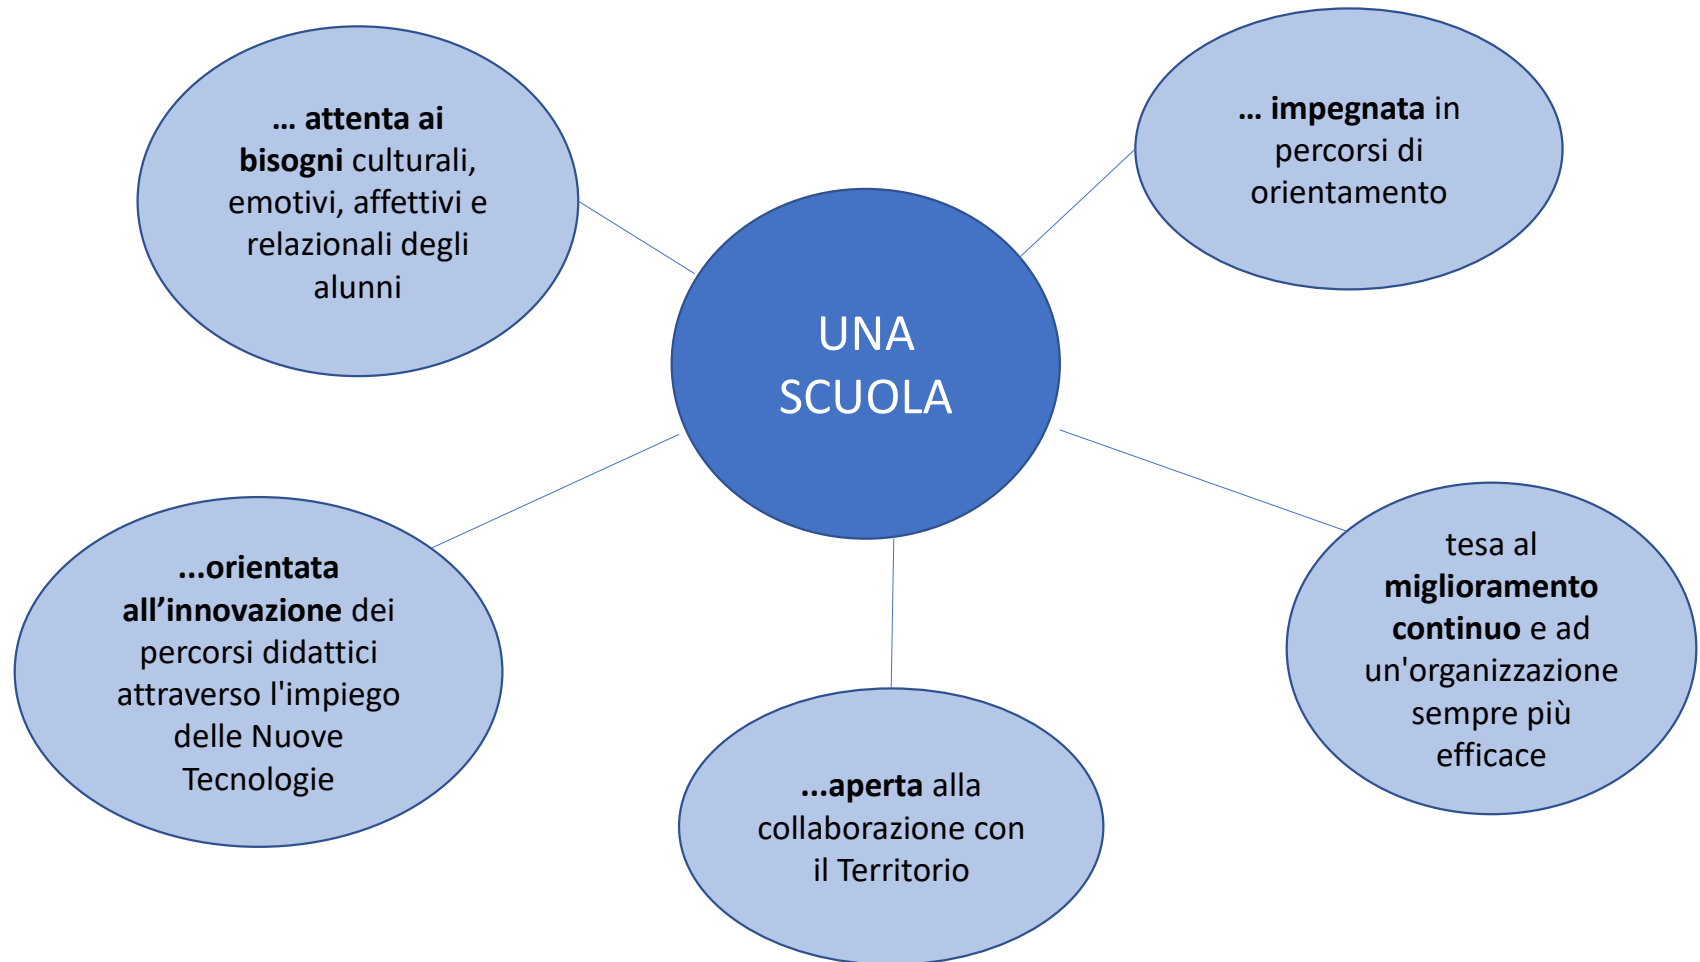 ... attenta ai
bisogni culturali,
emotivi, affettivi e
relazionali degli
alunni
... impegnata in
percorsi di
orientamento
UNA
SCUOLA
...orientata
all’innovazione dei
percorsi didattici
attraverso l'impiego
delle Nuove
Tecnologie
...aperta alla
collaborazione con
il Territorio
tesa al
miglioramento
continuo e ad
un'organizzazione
sempre più
efficace